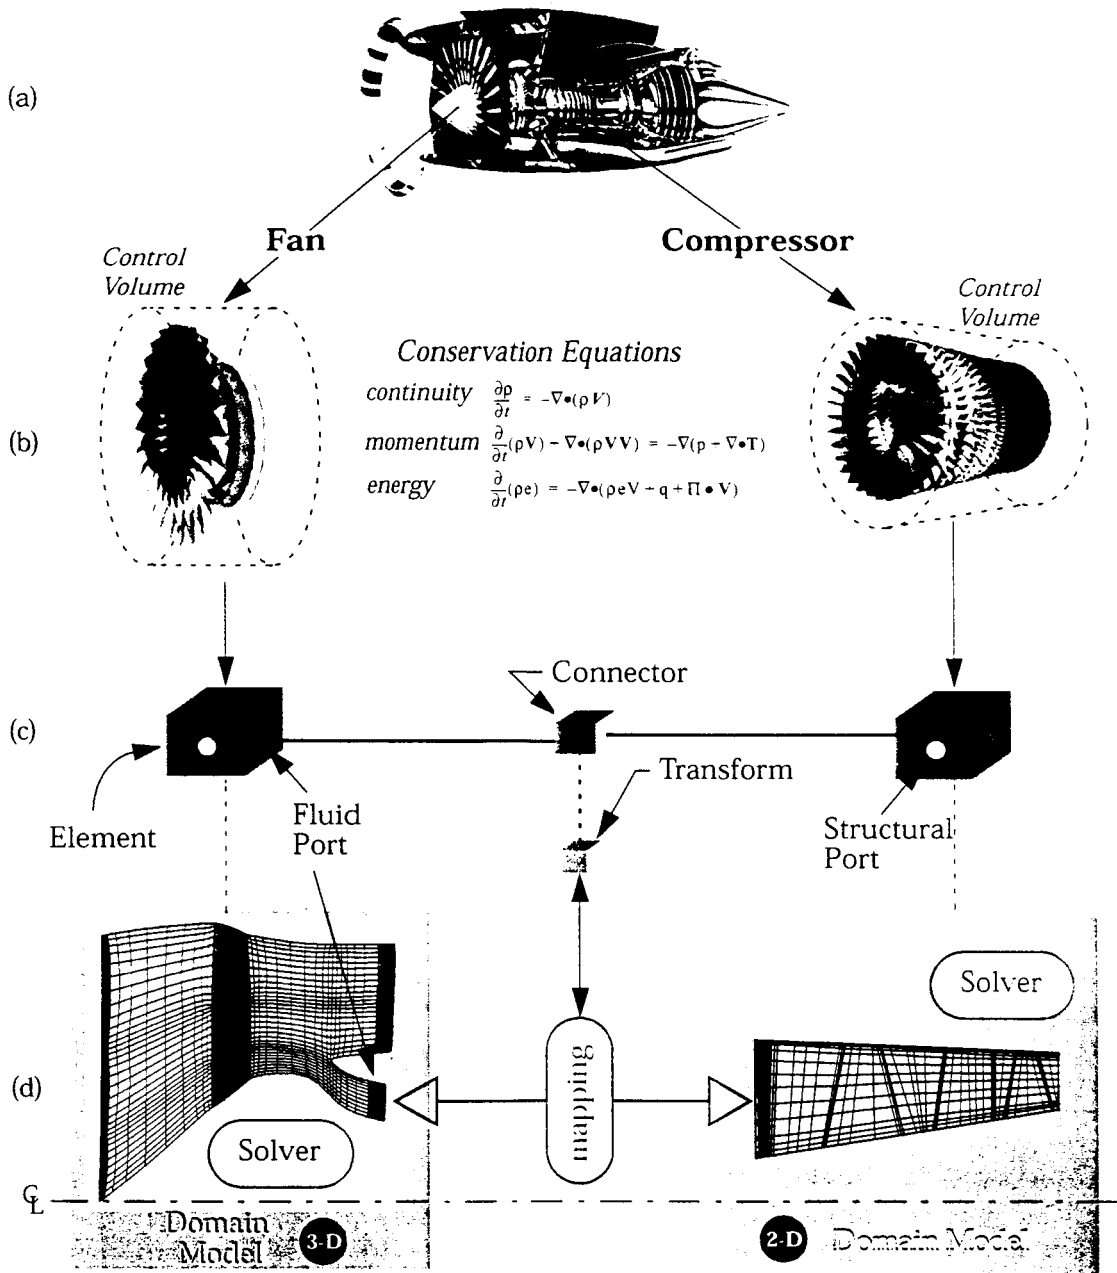 (a)
Fan
Compressor
Control
Volume
Control
Volume
Conservation Equations
continuity ∂ρ/∂t = -∇•(ρV)
(b)
momentum ∂/∂t(ρV) - ∇•(ρVV) = -∇(p + ∇•T)
energy ∂/∂t(ρe) = -∇•(ρeV + q + Π • V)
Connector
(c)
Transform
Element
Fluid
Port
Structural
Port
Solver
(d)
mapping
Solver
℄
Domain
Model
3-D
2-D
Domain Model